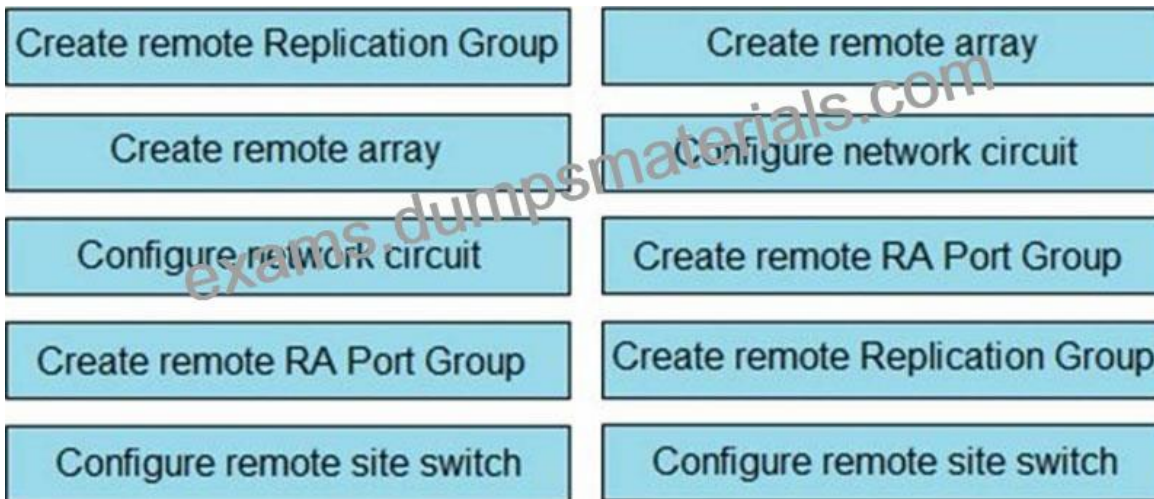 Create remote Replication Group
Create remote array
Create remote array
Configure network circuit
Configure network circuit
Create remote RA Port Group
Create remote RA Port Group
Create remote Replication Group
Configure remote site switch
Configure remote site switch
exams.dumpsmaterials.com